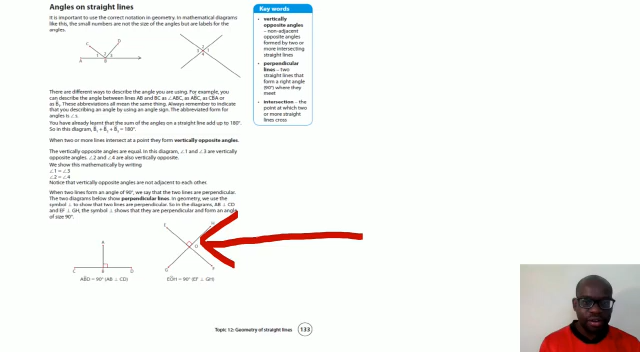 Angles on straight lines
It is important to use the correct notation in geometry. In mathematical diagrams
like this, the small numbers are not the size of the angles but are labels for the
angles.
C
D
1 2 3
A
B
1 2
3
4
There are different ways to describe the angle you are using. For example, you
can describe the angle between lines AB and BC as ∠ABC, as ABC, as CBA or
as B₁. These abbreviations all mean the same thing. Always remember to indicate
that you describing an angle by using an angle sign. The abbreviated form for
angles is ∠s.
You have already learnt that the sum of the angles on a straight line add up to 180°.
So in this diagram, B̂₁ + B̂₂ + B̂₃ = 180°.
When two or more lines intersect at a point they form vertically opposite angles.
The vertically opposite angles are equal. In this diagram, ∠1 and ∠3 are vertically
opposite angles. ∠2 and ∠4 are also vertically opposite.
We show this mathematically by writing
∠1 = ∠3
∠2 = ∠4
Notice that vertically opposite angles are not adjacent to each other.
When two lines form an angle of 90°, we say that the two lines are perpendicular.
The two diagrams below show perpendicular lines. In geometry, we use the
symbol ⊥ to show that two lines are perpendicular. So in the diagrams, AB ⊥ CD
and EF ⊥ GH, the symbol ⊥ shows that they are perpendicular and form an angle
of size 90°.
A
C
B
D
AB̂D = 90° (AB ⊥ CD)
E
H
O
G
F
EÛH = 90° (EF ⊥ GH)
Key words
• vertically
opposite angles
– non-adjacent
opposite angles
formed by two or
more intersecting
straight lines
• perpendicular
lines – two
straight lines that
form a right angle
(90°) where they
meet
• intersection – the
point at which two
or more straight
lines cross
Topic 12: Geometry of straight lines 133